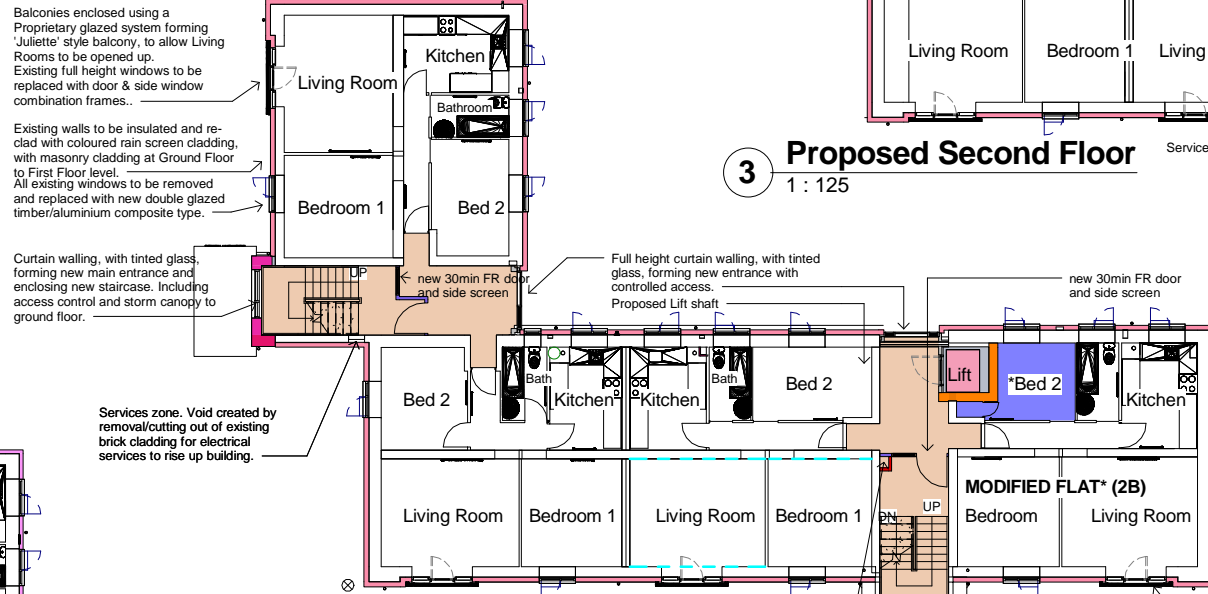 Balconies enclosed using a
Proprietary glazed system forming
'Juliette' style balcony, to allow Living
Rooms to be opened up.
Existing full height windows to be
replaced with door & side window
combination frames..
Existing walls to be insulated and re-
clad with coloured rain screen cladding,
with masonry cladding at Ground Floor
to First Floor level.
All existing windows to be removed
and replaced with new double glazed
timber/aluminium composite type.
Curtain walling, with tinted glass,
forming new main entrance and
enclosing new staircase. Including
access control and storm canopy to
ground floor.
Services zone. Void created by
removal/cutting out of existing
brick cladding for electrical
services to rise up building.
Kitchen
Living Room
Bathroom
Bedroom 1
Bed 2
UP
new 30min FR door
and side screen
Living Room
Bedroom 1
Living
3
Proposed Second Floor
1 : 125
Service
Full height curtain walling, with tinted
glass, forming new entrance with
controlled access.
Proposed Lift shaft
new 30min FR door
and side screen
Bed 2
Bath
Kitchen
Kitchen
Bath
Bed 2
Lift
*Bed 2
Kitchen
Living Room
Bedroom 1
Living Room
Bedroom 1
DN
UP
MODIFIED FLAT* (2B)
Bedroom
Living Room